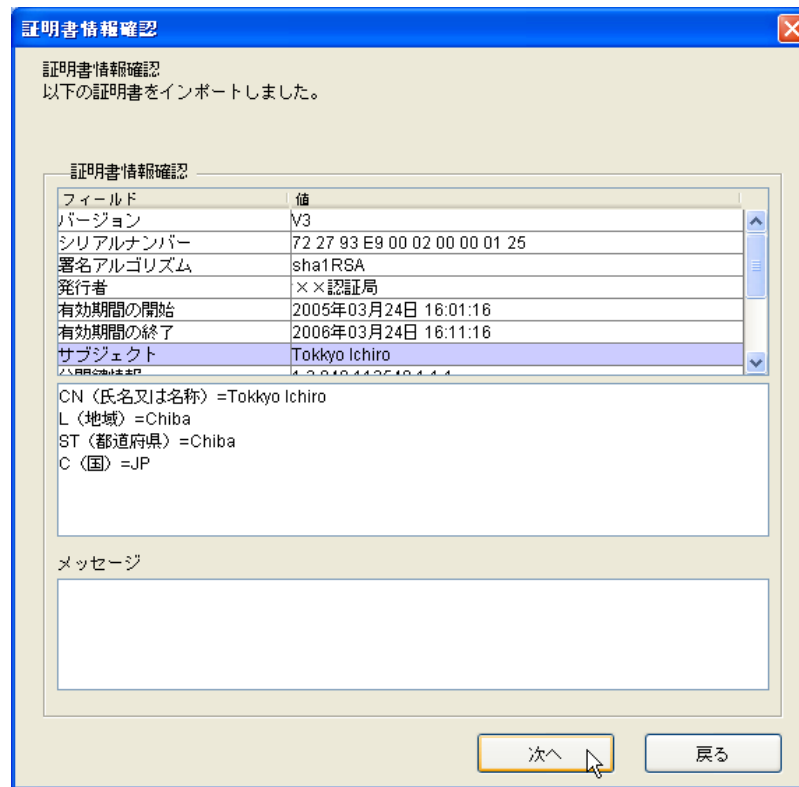 証明書情報確認
証明書情報確認
以下の証明書をインポートしました。
証明書情報確認
フィールド 値
バージョン V3
シリアルナンバー 72 27 93 E9 00 02 00 00 01 25
署名アルゴリズム sha1RSA
発行者 ××認証局
有効期間の開始 2005年03月24日 16:01:16
有効期間の終了 2006年03月24日 16:11:16
サブジェクト Tokkyo Ichiro
公開鍵情報
CN（氏名又は名称）=Tokkyo Ichiro
L（地域）=Chiba
ST（都道府県）=Chiba
C（国）=JP
メッセージ
次へ 戻る